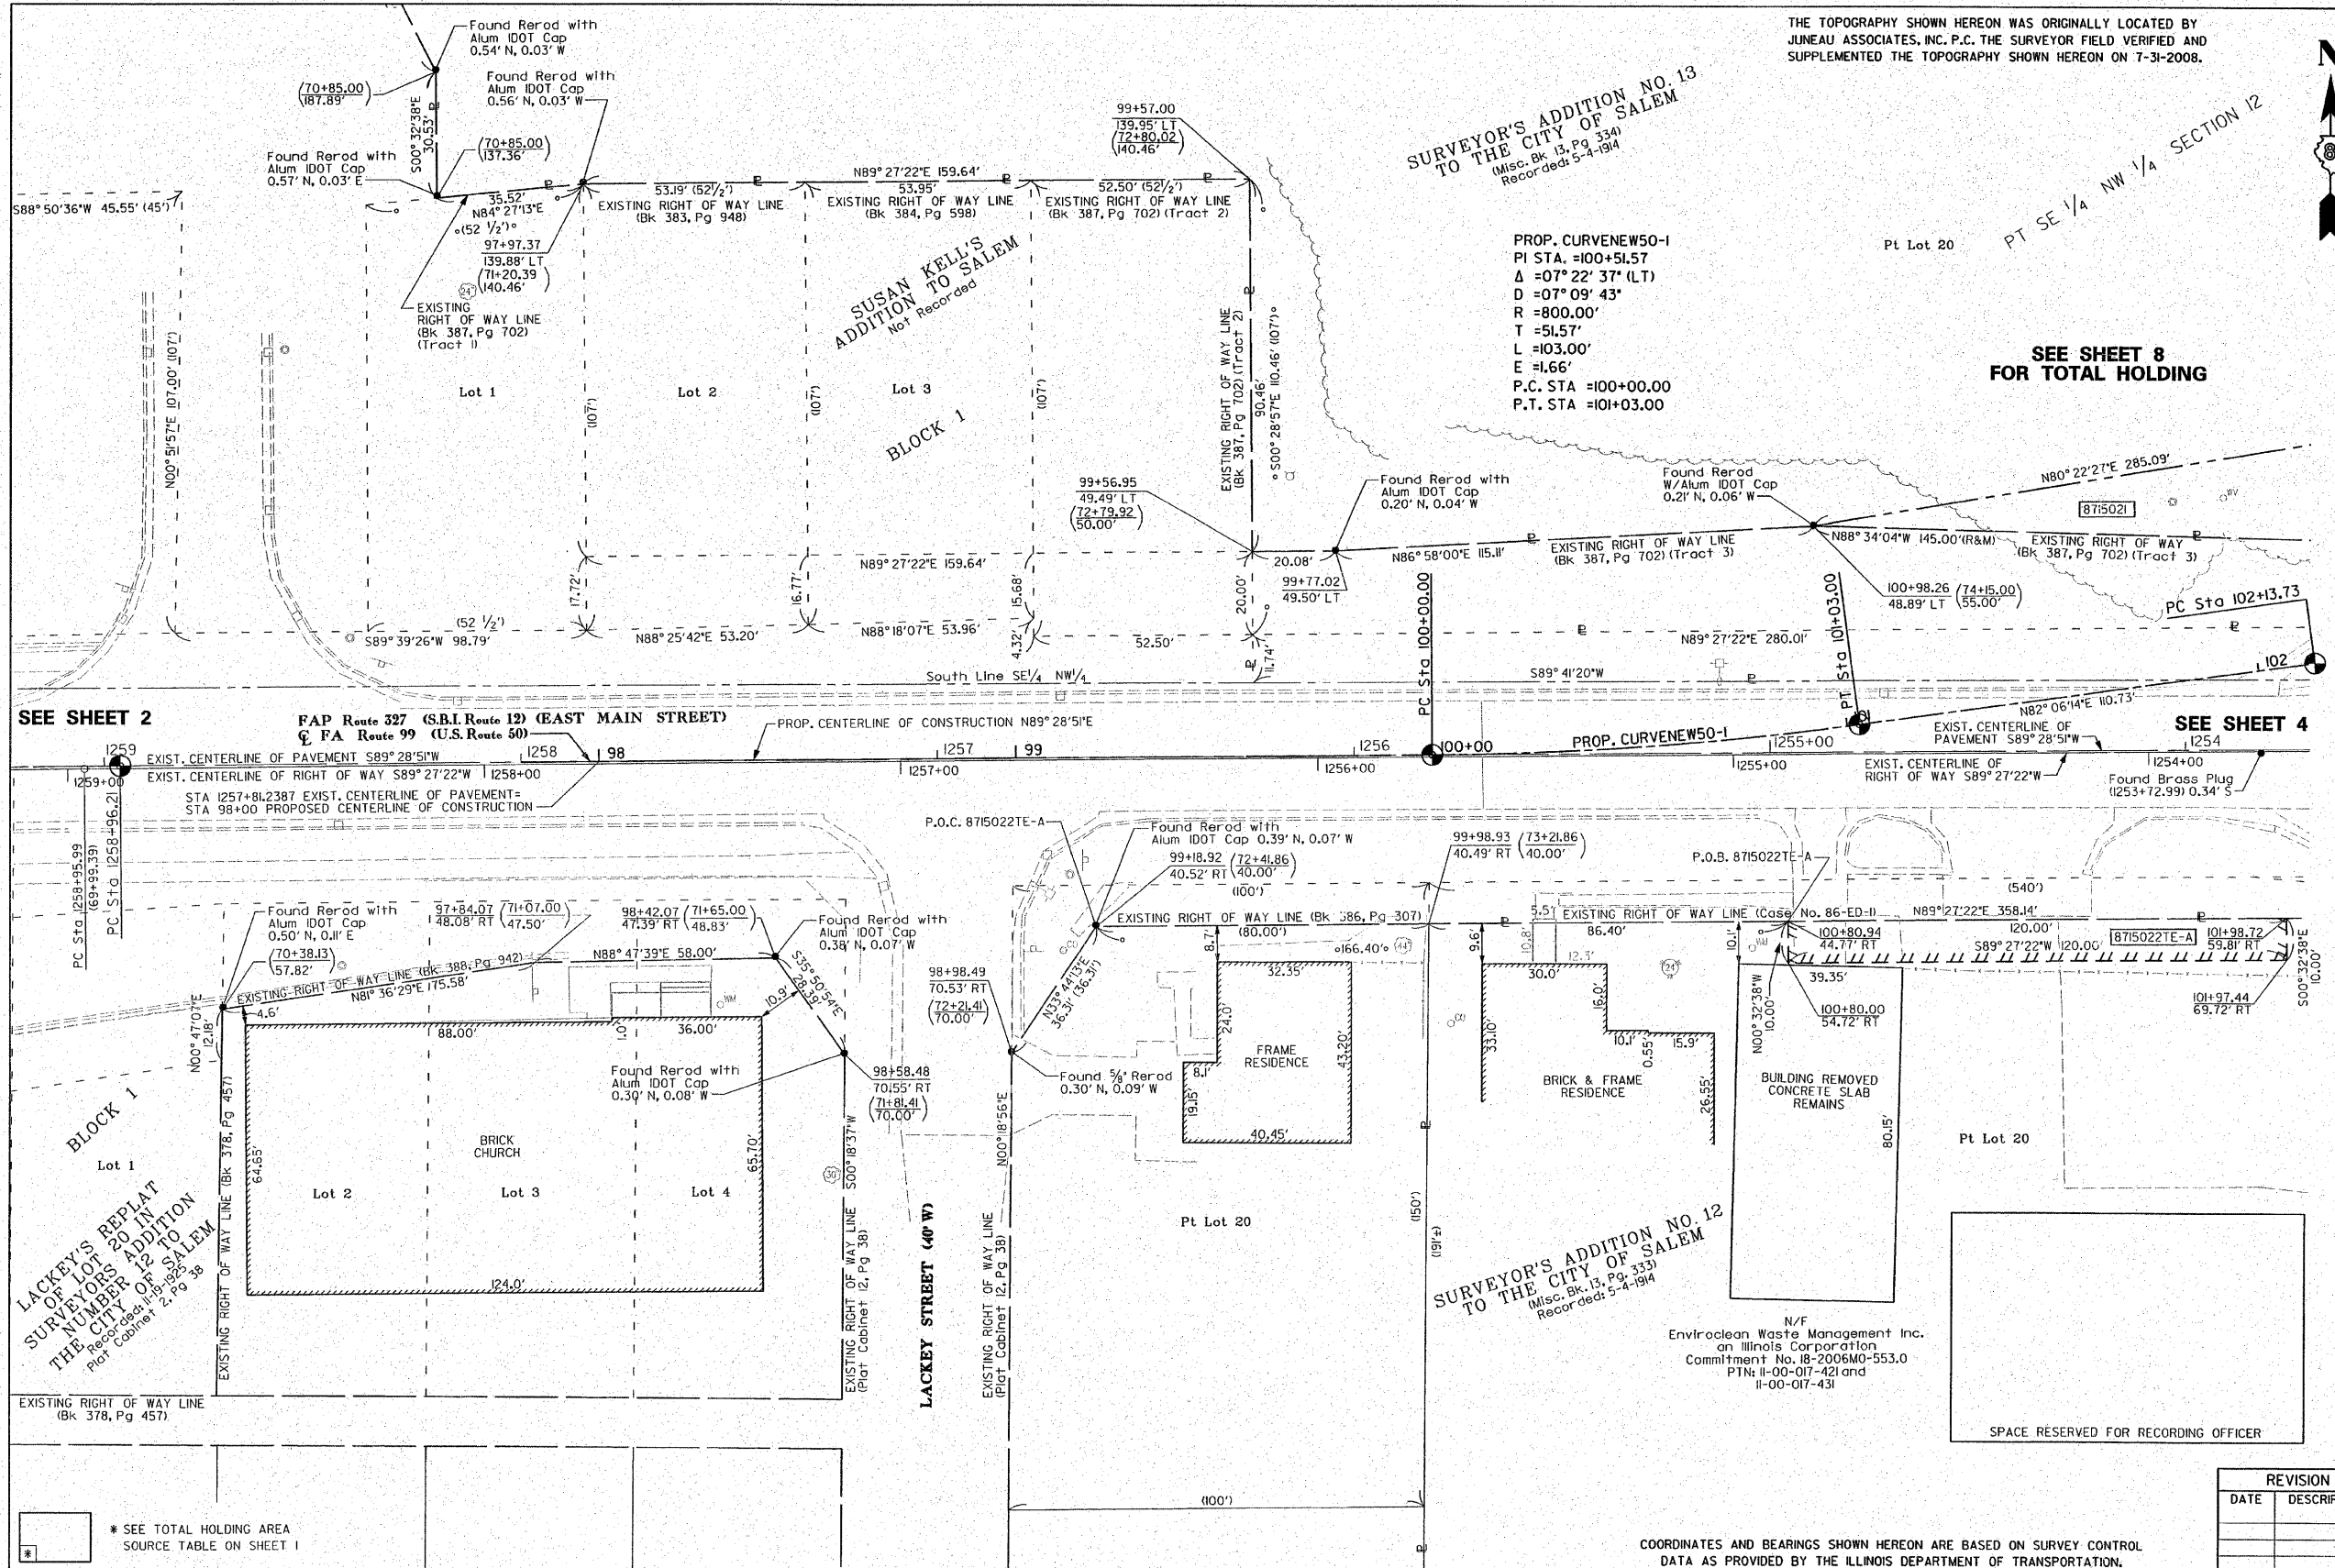 THE TOPOGRAPHY SHOWN HEREON WAS ORIGINALLY LOCATED BY
JUNEAU ASSOCIATES, INC. P.C. THE SURVEYOR FIELD VERIFIED AND
SUPPLEMENTED THE TOPOGRAPHY SHOWN HEREON ON 7-31-2008.
Found Rerod with
Alum IDOT Cap
0.54' N, 0.03' W
(70+85.00)
(187.89')
Found Rerod with
Alum IDOT Cap
0.56' N, 0.03' W
S00°32'38"E
30.53'
(70+85.00)
(137.36')
Found Rerod with
Alum IDOT Cap
0.57' N, 0.03' E
S88°50'36"W 45.55' (45')
35.52'
N84°27'13"E
(52 1/2')
97+97.37
139.88' LT
(71+20.39)
(140.46')
24
EXISTING
RIGHT OF WAY LINE
(Bk 387, Pg 702)
(Tract 1)
N89°27'22"E 159.64'
53.19' (52 1/2')
EXISTING RIGHT OF WAY LINE
(Bk 383, Pg 948)
53.95'
EXISTING RIGHT OF WAY LINE
(Bk 384, Pg 598)
52.50' (52 1/2')
EXISTING RIGHT OF WAY LINE
(Bk 387, Pg 702) (Tract 2)
99+57.00
139.95' LT
(72+80.02)
(140.46')
SURVEYOR'S ADDITION NO. 13
TO THE CITY OF SALEM
(Misc. Bk 13, Pg 334)
Recorded: 5-4-1914
PT SE 1/4 NW 1/4 SECTION 12
Pt Lot 20
N
SUSAN KELL'S
ADDITION TO SALEM
Not Recorded
PROP. CURVENEW50-1
PI STA. =100+51.57
Δ =07°22'37" (LT)
D =07°09'43"
R =800.00'
T =51.57'
L =103.00'
E =1.66'
P.C. STA =100+00.00
P.T. STA =101+03.00
SEE SHEET 8
FOR TOTAL HOLDING
N00°51'57"E 107.00' (107')
Lot 1
Lot 2
Lot 3
BLOCK 1
(107')
(107')
(107')
EXISTING RIGHT OF WAY LINE
(Bk 387, Pg 702) (Tract 2)
90.46'
S00°28'57"E 110.46' (107')
99+56.95
49.49' LT
(72+79.92)
(50.00')
Found Rerod with
Alum IDOT Cap
0.20' N, 0.04' W
Found Rerod
W/Alum IDOT Cap
0.21' N, 0.06' W
N80°22'27"E 285.09'
8715021
WV
N89°27'22"E 159.64'
20.08'
99+77.02
49.50' LT
N86°58'00"E 115.11'
EXISTING RIGHT OF WAY LINE
(Bk 387, Pg 702) (Tract 3)
N88°34'04"W 145.00'(R&M)
EXISTING RIGHT OF WAY
(Bk 387, Pg 702) (Tract 3)
100+98.26 (74+15.00)
48.89' LT (55.00')
PC Sta 102+13.73
17.72'
16.77'
15.68'
20.00'
(52 1/2')
S89°39'26"W 98.79'
N88°25'42"E 53.20'
N88°18'07"E 53.96'
4.32'
52.50'
11.74'
N89°27'22"E 280.01'
South Line SE1/4 NW1/4
S89°41'20"W
PC Sta 100+00.00
PT Sta 101+03.00
102
N82°06'14"E 110.73'
SEE SHEET 2
FAP Route 327 (S.B.I. Route 12) (EAST MAIN STREET)
℄ FA Route 99 (U.S. Route 50)
PROP. CENTERLINE OF CONSTRUCTION N89°28'51"E
SEE SHEET 4
1259
EXIST. CENTERLINE OF PAVEMENT S89°28'51"W
1258
98
1257
99
1256
100+00
PROP. CURVENEW50-1
1255+00
EXIST. CENTERLINE OF
PAVEMENT S89°28'51"W
1254
1259+00
EXIST. CENTERLINE OF RIGHT OF WAY S89°27'22"W
1258+00
1257+00
1256+00
1255+00
EXIST. CENTERLINE OF
RIGHT OF WAY S89°27'22"W
1254+00
STA 1257+81.2387 EXIST. CENTERLINE OF PAVEMENT=
STA 98+00 PROPOSED CENTERLINE OF CONSTRUCTION
Found Brass Plug
(1253+72.99) 0.34' S
PC Sta 1258+95.99
(69+99.39)
PC Sta 1258+96.21
P.O.C. 8715022TE-A
Found Rerod with
Alum IDOT Cap 0.39' N, 0.07' W
99+18.92 (72+41.86)
40.52' RT (40.00')
(100')
99+98.93 (73+21.86)
40.49' RT (40.00')
P.O.B. 8715022TE-A
(540')
Found Rerod with
Alum IDOT Cap
0.50' N, 0.11' E
97+84.07 (71+07.00)
48.08' RT (47.50')
98+42.07 (71+65.00)
47.39' RT (48.83')
Found Rerod with
Alum IDOT Cap
0.38' N, 0.07' W
EXISTING RIGHT OF WAY LINE (Bk 386, Pg 307)
(80.00')
5.5'
EXISTING RIGHT OF WAY LINE (Case No. 86-ED-1)
86.40'
N89°27'22"E 358.14'
120.00'
S89°27'22"W 120.00'
8715022TE-A
101+98.72
59.81' RT
100+80.94
44.77' RT
S00°32'38"E
10.00'
(70+38.13)
57.82'
EXISTING RIGHT OF WAY LINE (Bk 388, Pg 942)
N81°36'29"E 175.58'
N88°47'39"E 58.00'
S35°50'54"E
28.39'
10.9'
WM
8.7'
166.40'
44
9.6'
10.8'
12.3'
24
10.1'
WM
98+98.49
70.53' RT
(72+21.41)
(70.00')
N33°44'13"E
36.31' (36.31')
32.35'
30.0'
39.35'
101+97.44
69.72' RT
100+80.00
54.72' RT
N00°32'38"W
10.00'
4.6'
N00°47'07"E
12.18'
88.00'
1.0'
36.00'
24.0'
FRAME
RESIDENCE
43.20'
CO
CO
33.10'
16.0'
10.1'
0.55'
15.9'
Found Rerod with
Alum IDOT Cap
0.30' N, 0.08' W
98+58.48
70.55' RT
(71+81.41)
(70.00')
Found 5/8" Rerod
0.30' N, 0.09' W
8.1'
19.15'
40.45'
BRICK & FRAME
RESIDENCE
26.55'
BUILDING REMOVED
CONCRETE SLAB
REMAINS
80.15'
BLOCK 1
Lot 1
BRICK
CHURCH
64.65'
65.70'
Lot 2
Lot 3
Lot 4
124.0'
30
S00°18'37"W
N00°18'56"E
Pt Lot 20
Pt Lot 20
LACKEY'S REPLAT
OF LOT 20 IN
SURVEYORS ADDITION
NUMBER 12 TO
THE CITY OF SALEM
Recorded: 11-19-1925
Plat Cabinet 2, Pg 38
EXISTING RIGHT OF WAY LINE (Bk 378, Pg 457)
EXISTING RIGHT OF WAY LINE
(Plat Cabinet 12, Pg 38)
LACKEY STREET (40' W)
EXISTING RIGHT OF WAY LINE
(Plat Cabinet 12, Pg 38)
(150')
(191'±)
SURVEYOR'S ADDITION NO. 12
TO THE CITY OF SALEM
(Misc. Bk. 13, Pg. 333)
Recorded: 5-4-1914
N/F
Enviroclean Waste Management Inc.
an Illinois Corporation
Commitment No. 18-2006MO-553.0
PTN: 11-00-017-421 and
11-00-017-431
EXISTING RIGHT OF WAY LINE
(Bk 378, Pg 457)
SPACE RESERVED FOR RECORDING OFFICER
(100')
REVISION
DATE
* SEE TOTAL HOLDING AREA
SOURCE TABLE ON SHEET 1
*
COORDINATES AND BEARINGS SHOWN HEREON ARE BASED ON SURVEY CONTROL
DATA AS PROVIDED BY THE ILLINOIS DEPARTMENT OF TRANSPORTATION.